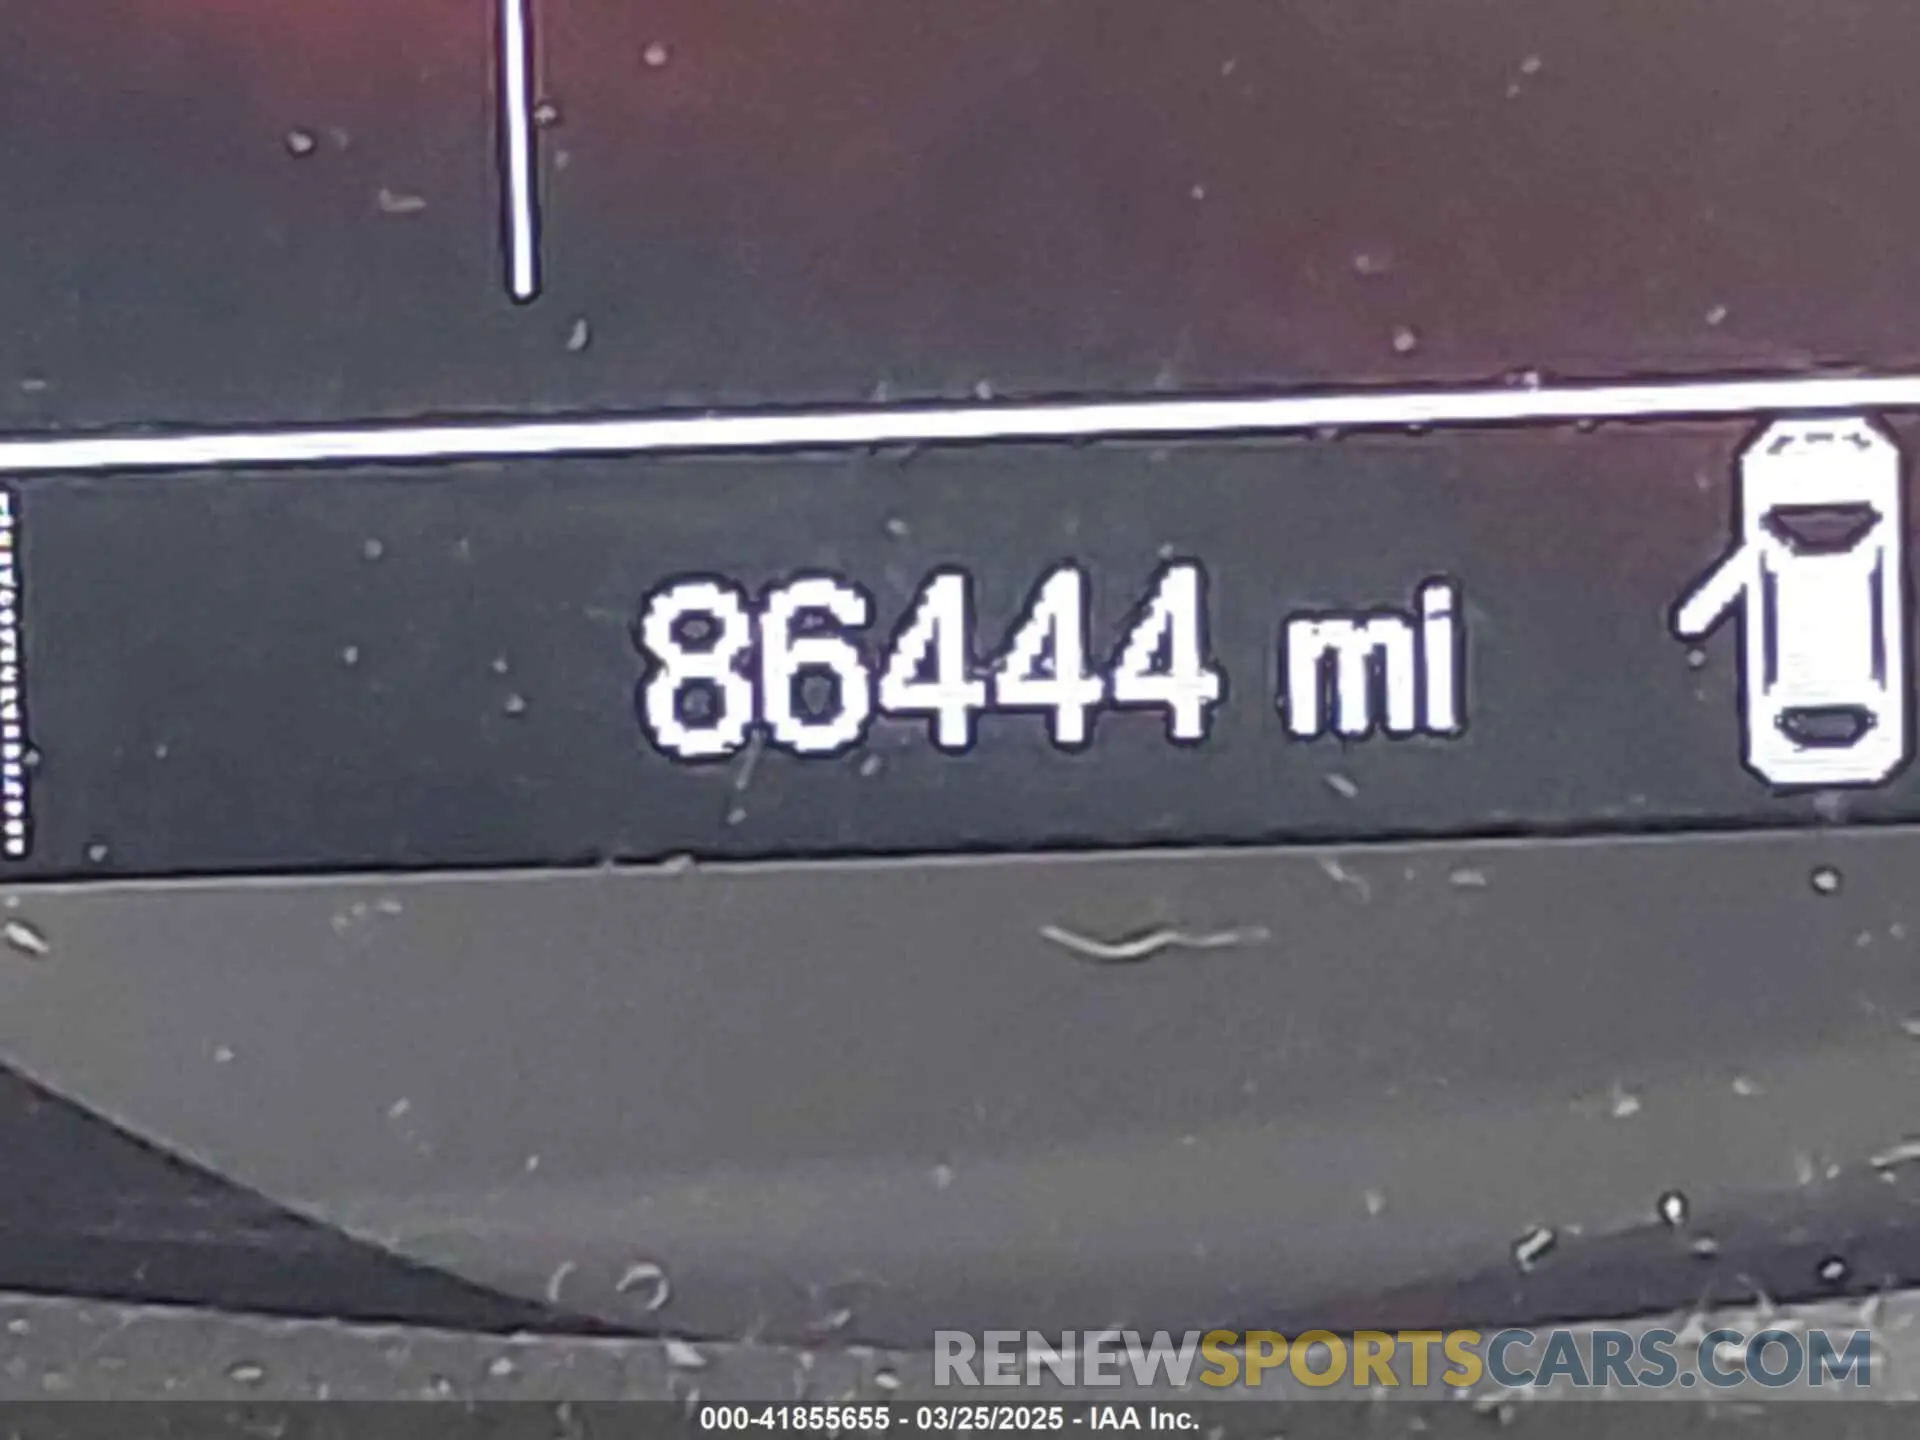 86444 mi
RENEWSPORTSCARS.COM
000-41855655 - 03/25/2025 - IAA Inc.